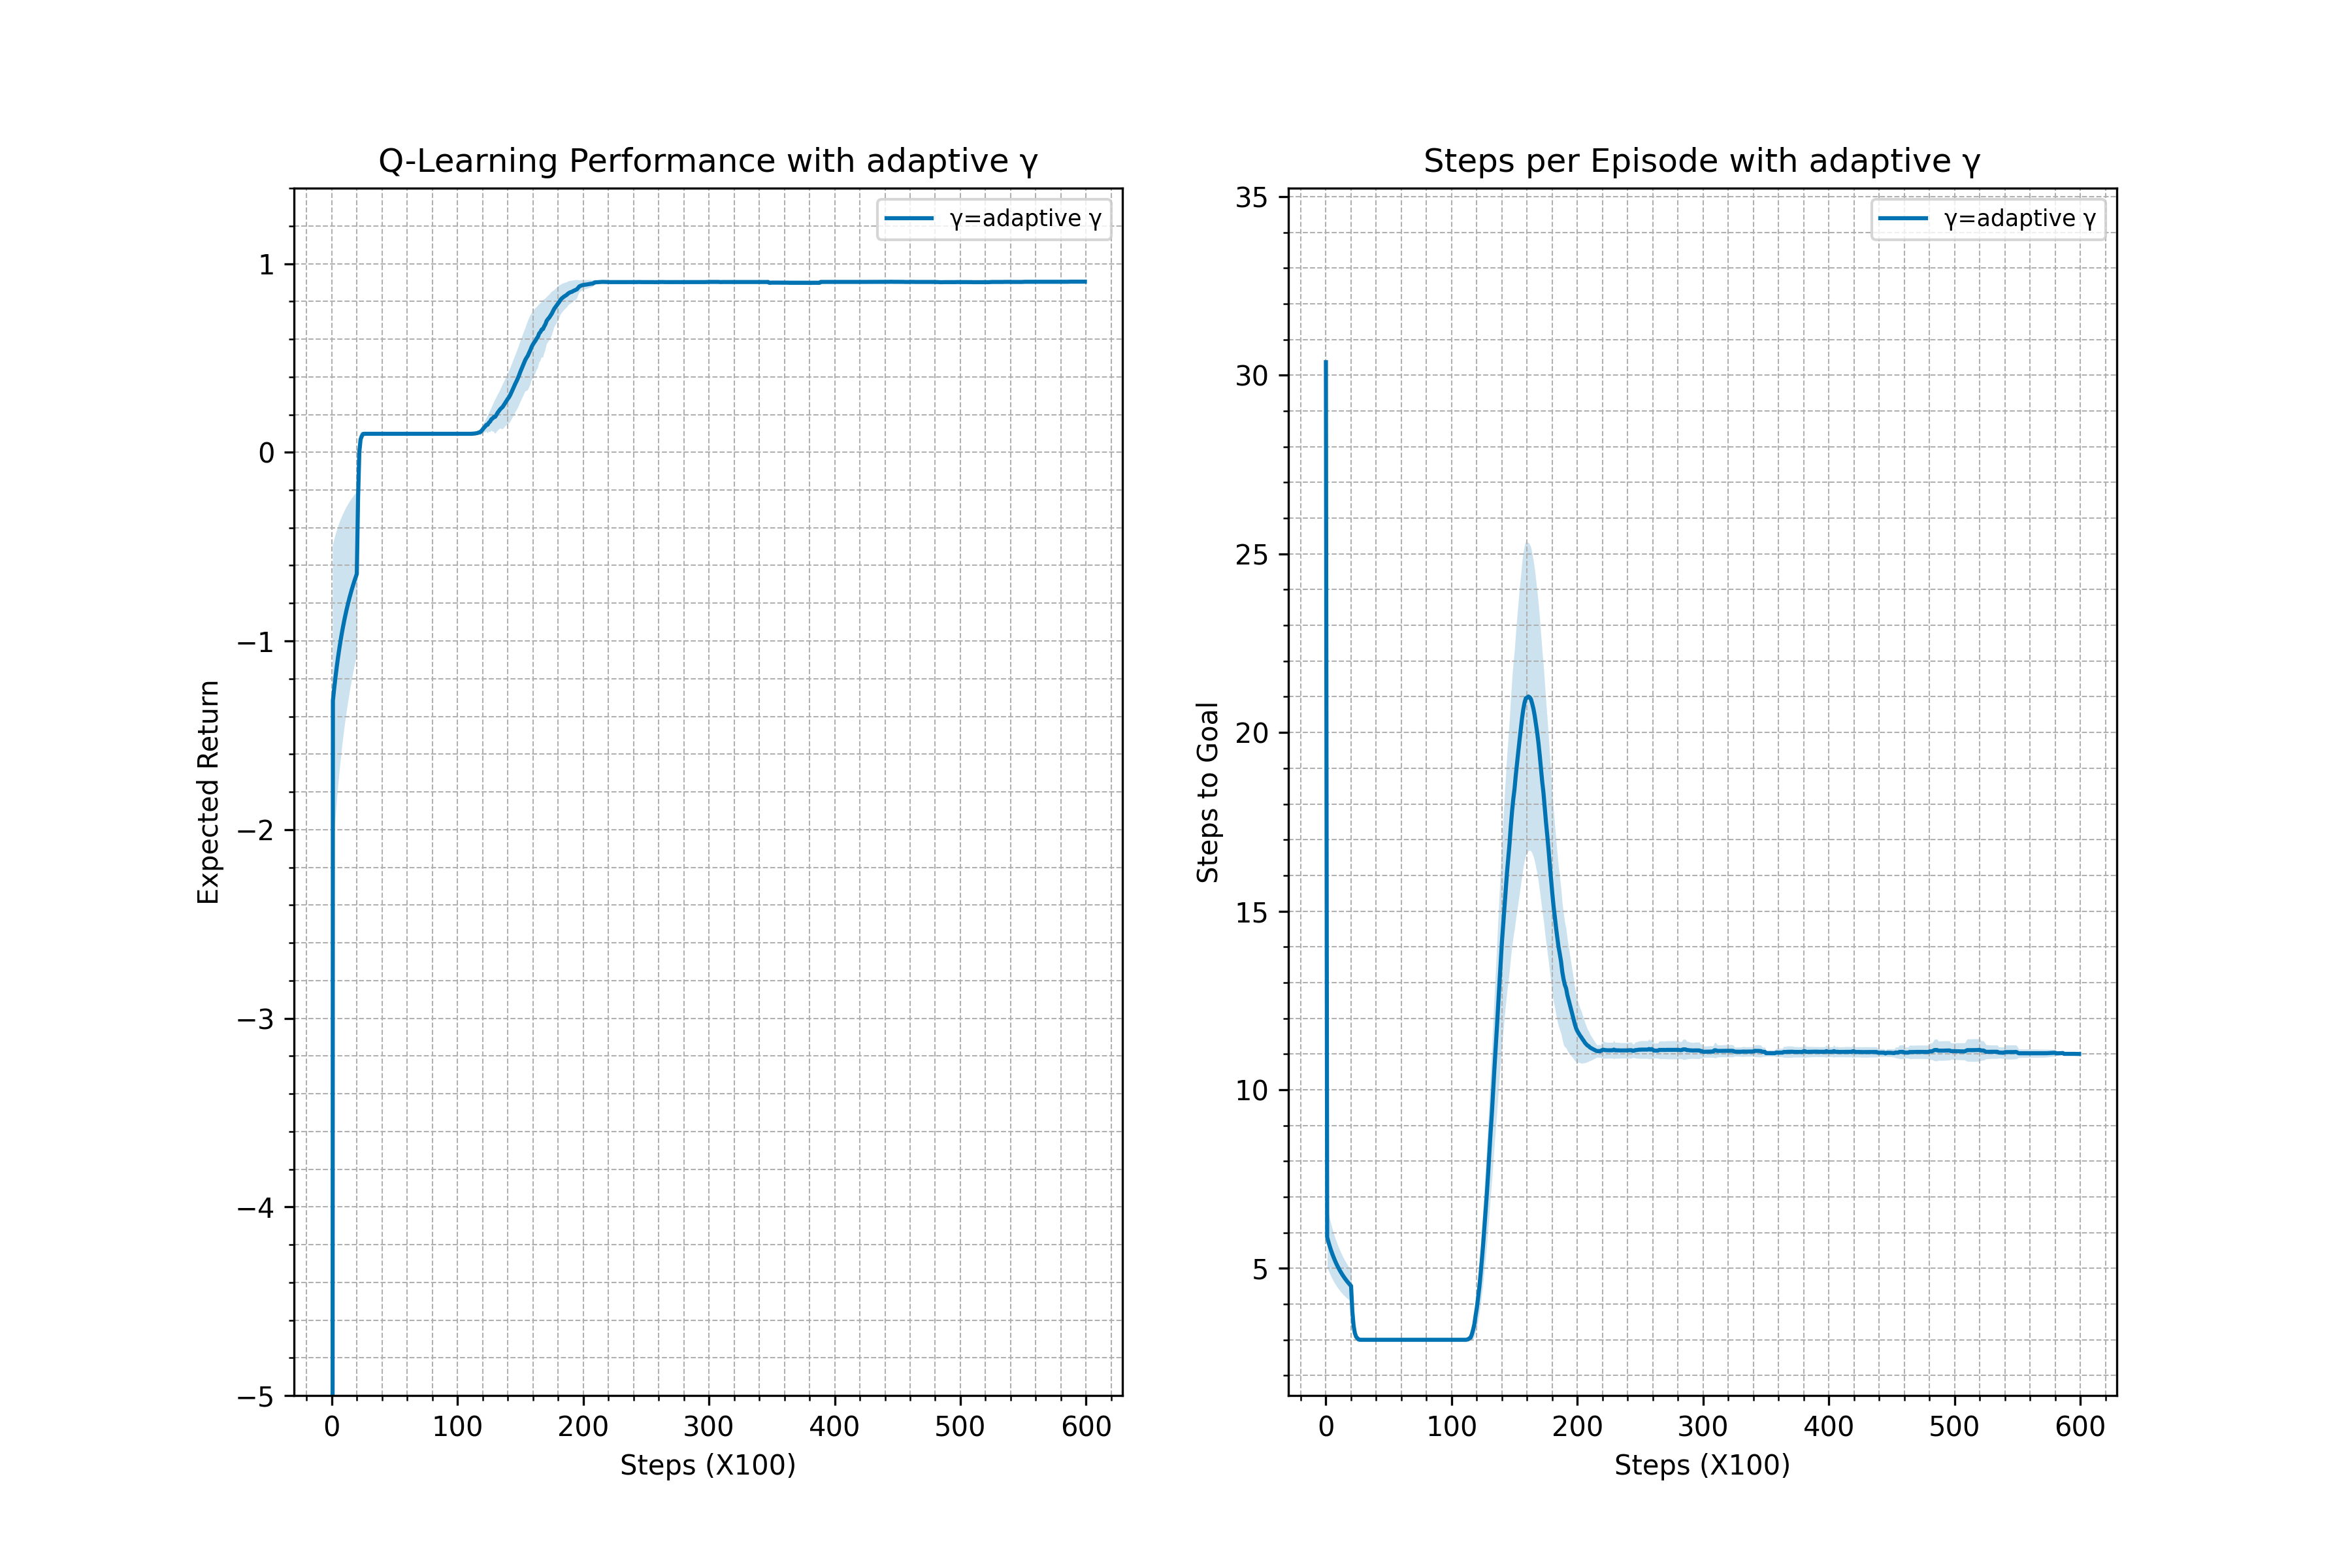 Q-Learning Performance with adaptive γ
γ=adaptive γ
Expected Return
1
0
−1
−2
−3
−4
−5
0 100 200 300 400 500 600
Steps (X100)
Steps per Episode with adaptive γ
γ=adaptive γ
Steps to Goal
35
30
25
20
15
10
5
0 100 200 300 400 500 600
Steps (X100)